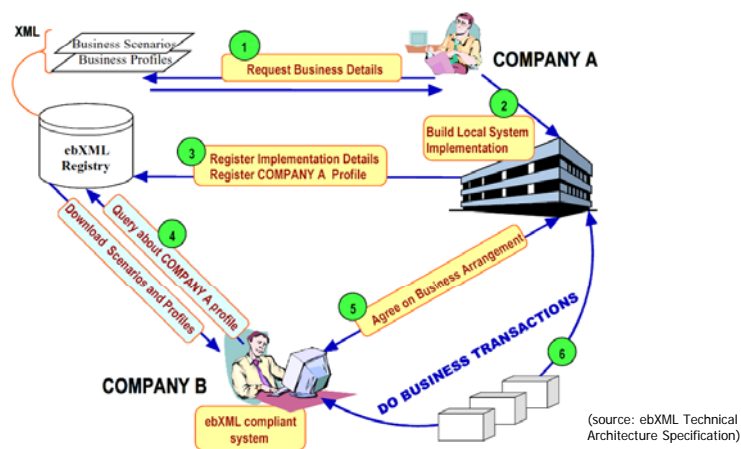 XML
Business Scenarios
Business Profiles
1
Request Business Details
COMPANY A
2
Build Local System
Implementation
ebXML
Registry
3
Register Implementation Details
Register COMPANY A Profile
4
Query about COMPANY A profile
Download Scenarios and Profiles
5
Agree on Business Arrangement
DO BUSINESS TRANSACTIONS
6
COMPANY B
ebXML compliant
system
(source: ebXML Technical
Architecture Specification)